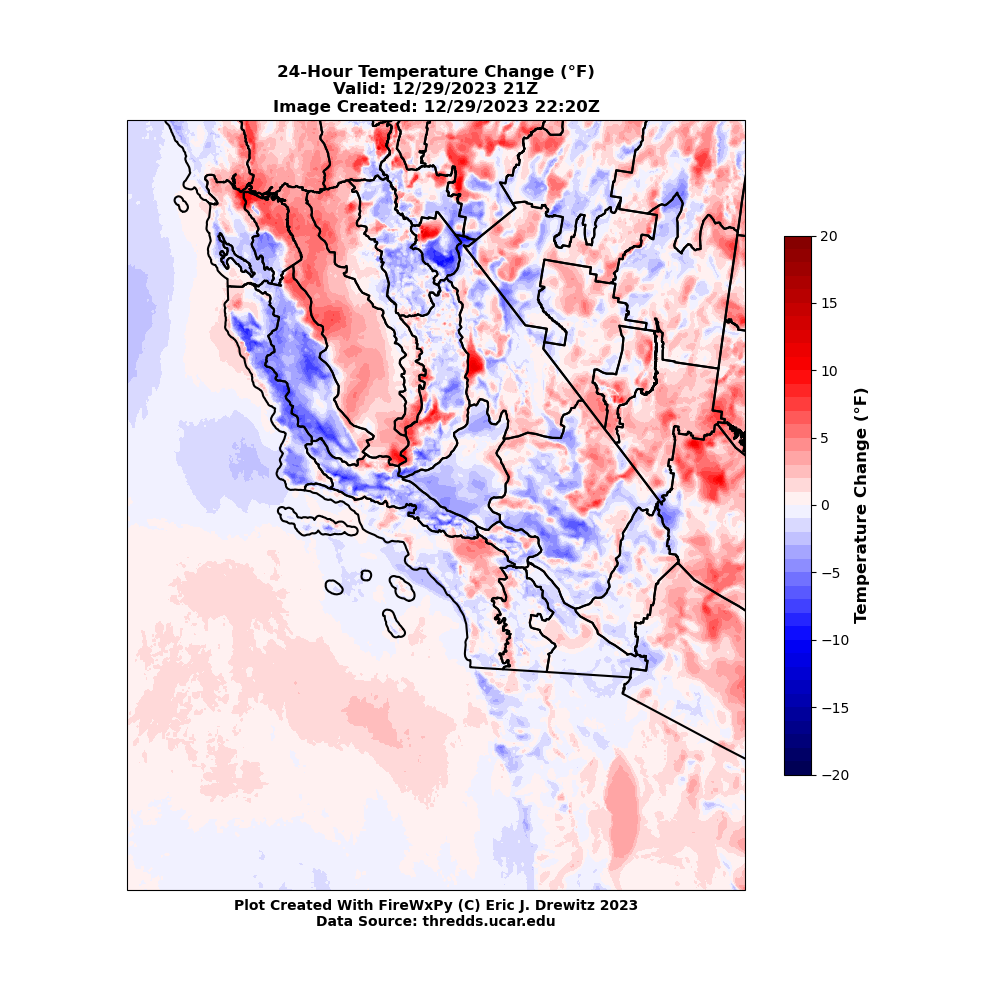 24-Hour Temperature Change (°F)
Valid: 12/29/2023 21Z
Image Created: 12/29/2023 22:20Z
20
15
10
5
0
−5
−10
−15
−20
Temperature Change (°F)
Plot Created With FireWxPy (C) Eric J. Drewitz 2023
Data Source: thredds.ucar.edu